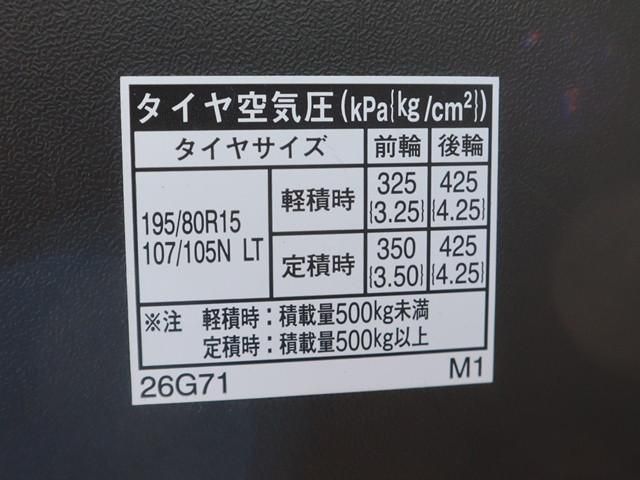 タイヤ空気圧(kPa{kg/cm²})
タイヤサイズ 前輪 後輪
195/80R15 107/105N LT
軽積時 325 {3.25} 425 {4.25}
定積時 350 {3.50} 425 {4.25}
※注 軽積時：積載量500kg未満
定積時：積載量500kg以上
26G71 M1